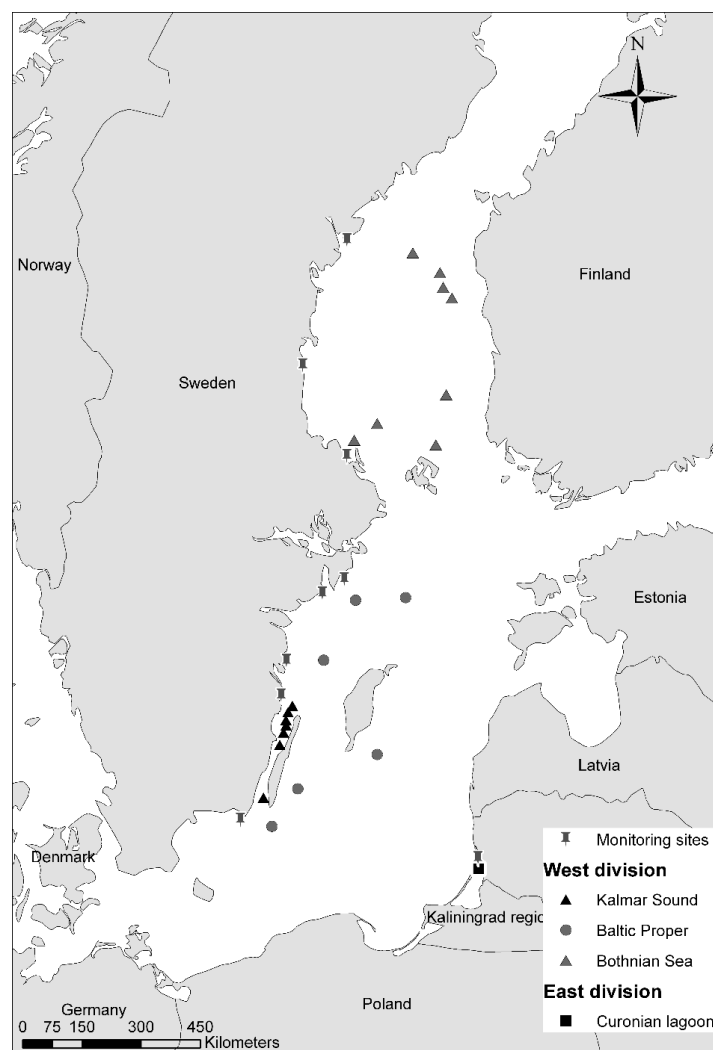 N
Norway
Finland
Sweden
Estonia
Latvia
Denmark
Monitoring sites
West division
Kalmar Sound
Baltic Proper
Kaliningrad regio
Bothnian Sea
East division
Curonian lagoon
Poland
Germany
0 75 150 300 450
Kilometers